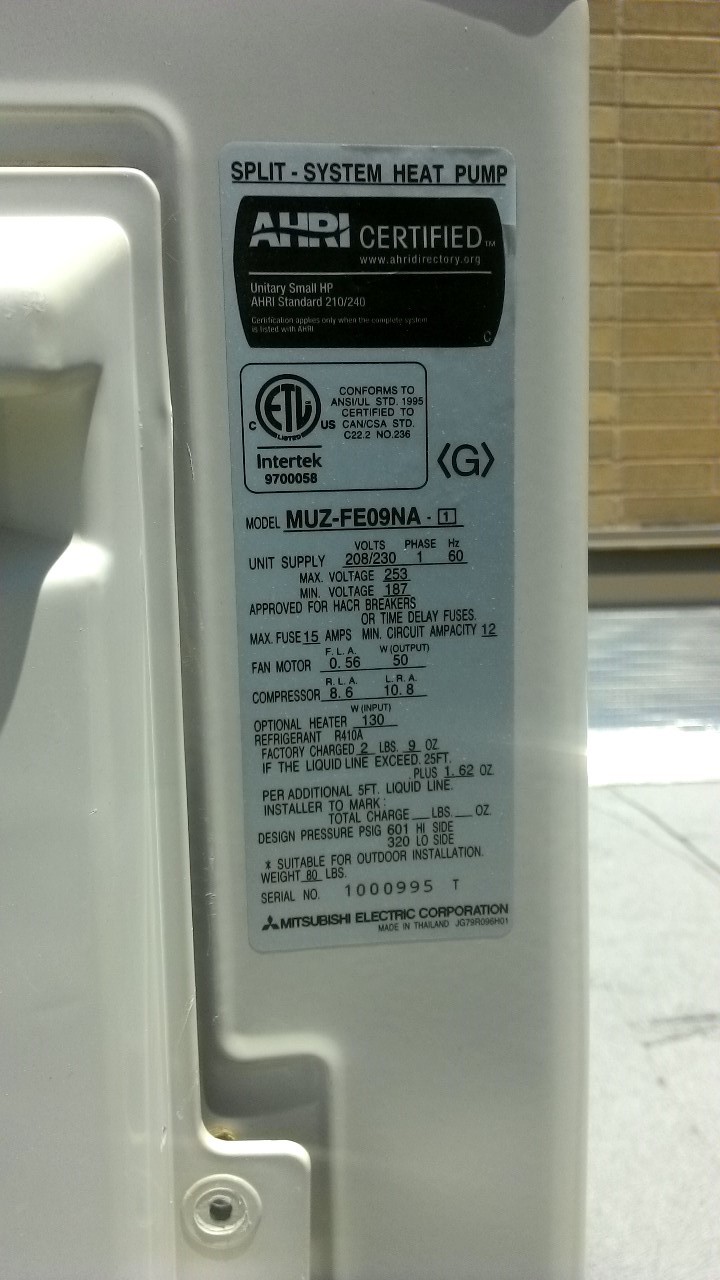 SPLIT - SYSTEM HEAT PUMP
AHRI CERTIFIED™
www.ahridirectory.org
Unitary Small HP
AHRI Standard 210/240
Certification applies only when the complete system
is listed with AHRI
C
CONFORMS TO
ANSI/UL STD. 1995
CERTIFIED TO
CAN/CSA STD.
C22.2 NO.236
C ETL US
LISTED
Intertek
9700058
〈G〉
MODEL MUZ-FE09NA - 1
VOLTS PHASE Hz
UNIT SUPPLY 208/230 1 60
MAX. VOLTAGE 253
MIN. VOLTAGE 187
APPROVED FOR HACR BREAKERS
OR TIME DELAY FUSES.
MAX. FUSE 15 AMPS MIN. CIRCUIT AMPACITY 12
F. L. A. W (OUTPUT)
FAN MOTOR 0.56 50
R. L. A. L. R. A.
COMPRESSOR 8.6 10.8
W (INPUT)
OPTIONAL HEATER 130
REFRIGERANT R410A
FACTORY CHARGED 2 LBS. 9 OZ
IF THE LIQUID LINE EXCEED. 25FT.
PLUS 1.62 OZ.
PER ADDITIONAL 5FT. LIQUID LINE.
INSTALLER TO MARK :
TOTAL CHARGE __ LBS. __ OZ.
DESIGN PRESSURE PSIG 601 HI SIDE
320 LO SIDE
* SUITABLE FOR OUTDOOR INSTALLATION.
WEIGHT 80 LBS.
SERIAL NO. 1000995 T
MITSUBISHI ELECTRIC CORPORATION
MADE IN THAILAND JG79R096H01